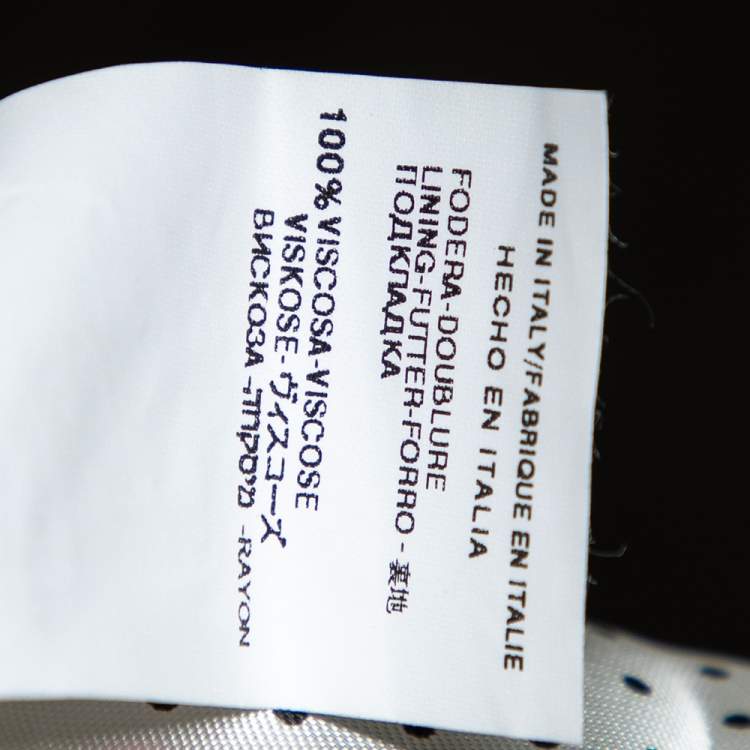 MADE IN ITALY/FABRIQUE EN ITALIE
HECHO EN ITALIA
FODERA-DOUBLURE
LINING-FUTTER-FORRO - 裏地
ПОДКЛАДКА
100% VISCOSA-VISCOSE
VISKOSE-ヴィスコーズ
ВИСКОЗА - -RAYON